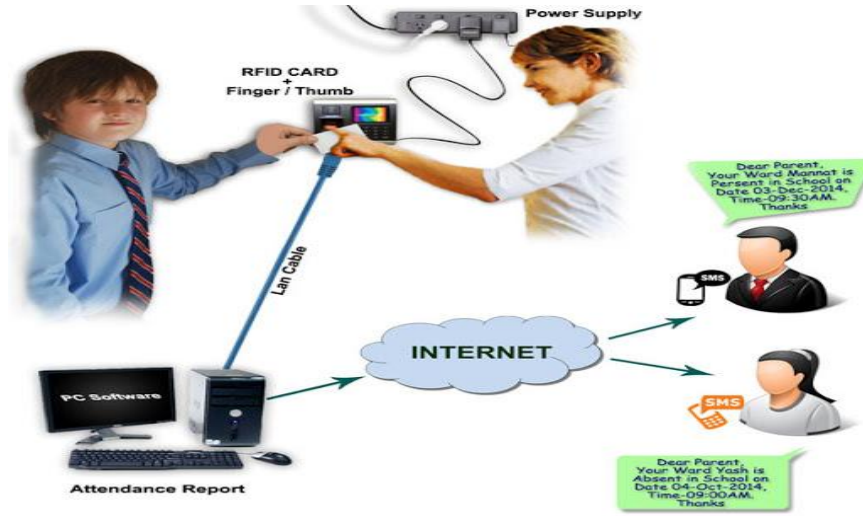 Power Supply
RFID CARD
+
Finger / Thumb
Dear Parent,
Your Ward Mannat is
Persent in School on
Date 03-Dec-2014,
Time-09:30AM.
Thanks
Lan Cable
SMS
INTERNET
PC Software
SMS
Attendance Report
Dear Parent,
Your Ward Yash is
Absent in School on
Date 04-Oct-2014,
Time-09:00AM.
Thanks